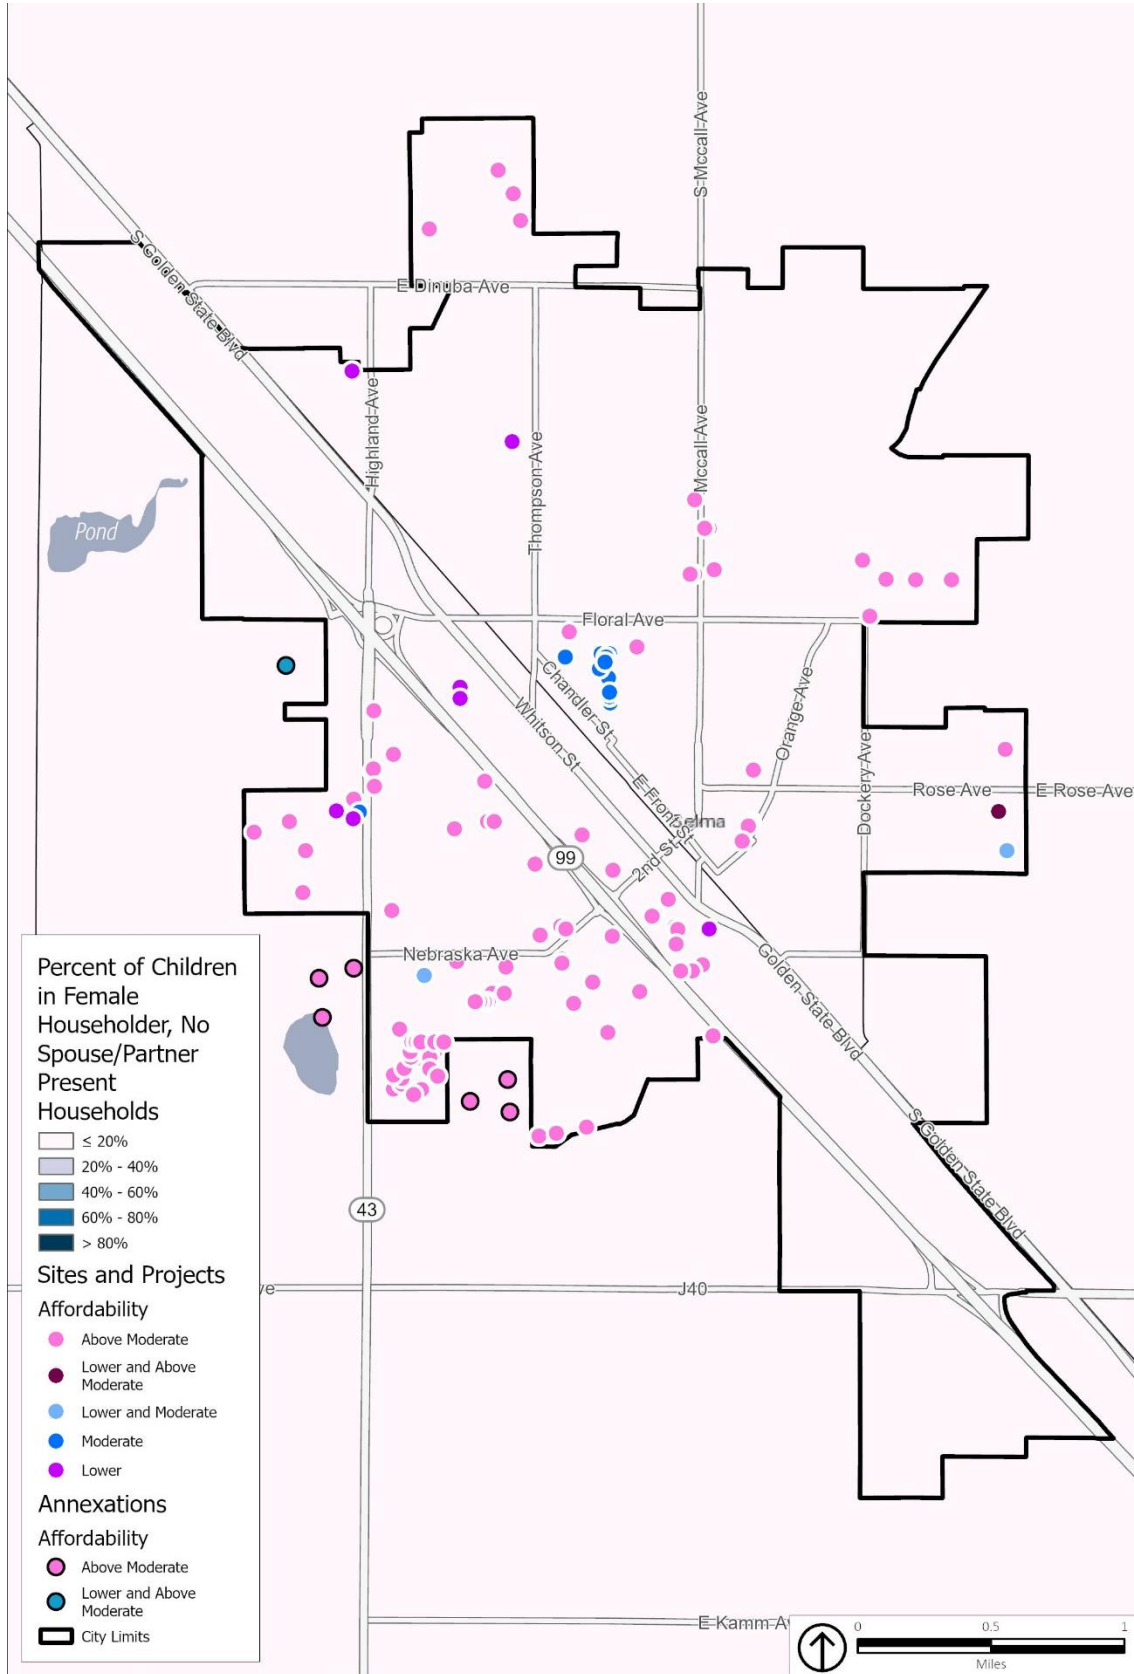 S Mccall Ave
S Golden State Blvd
E Dinuba Ave
Highland Ave
Thompson Ave
Mccall Ave
Pond
Floral Ave
Chandler St
Whitson St
Orange Ave
E Front St
Dockery Ave
Rose Ave
E Rose Ave
Selma
2nd St
99
Nebraska Ave
Golden State Blvd
S Golden State Blvd
43
ve
J40
E Kamm Av
Percent of Children
in Female
Householder, No
Spouse/Partner
Present
Households
≤ 20%
20% - 40%
40% - 60%
60% - 80%
> 80%
Sites and Projects
Affordability
Above Moderate
Lower and Above
Moderate
Lower and Moderate
Moderate
Lower
Annexations
Affordability
Above Moderate
Lower and Above
Moderate
City Limits
0 0.5 1
Miles